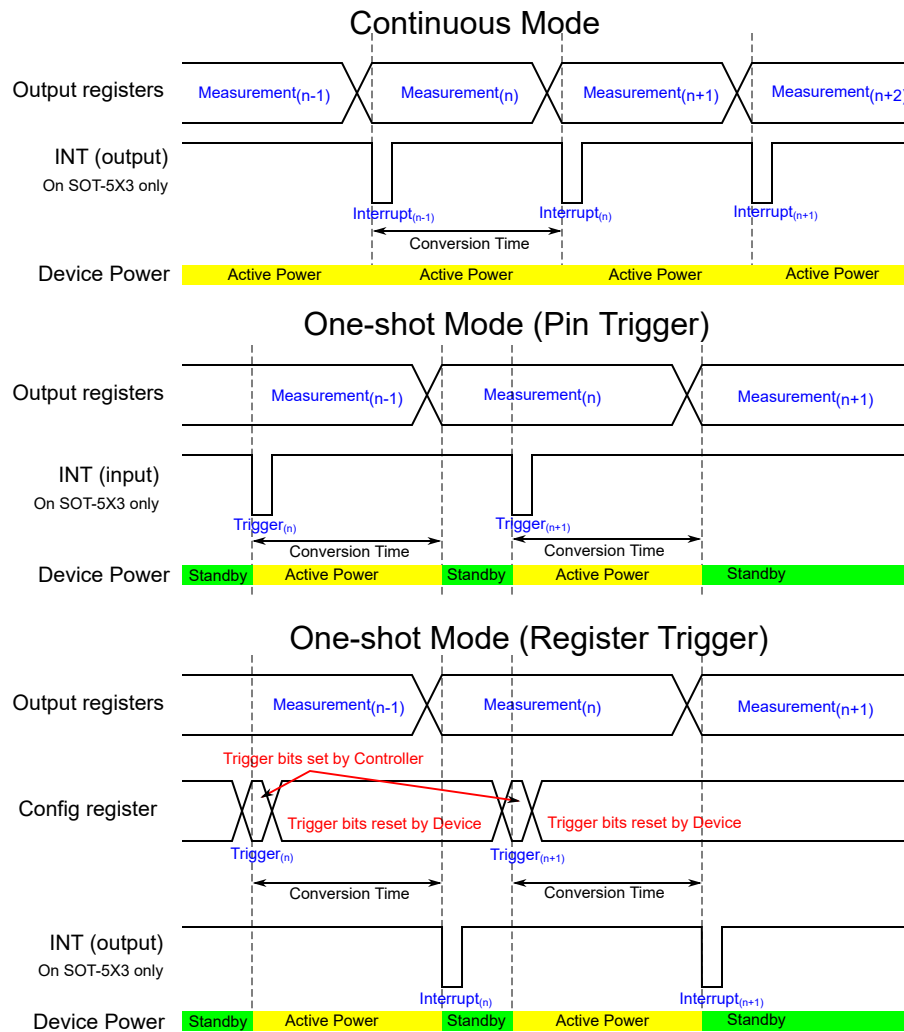 Continuous Mode
Output registers
Measurement(n-1) Measurement(n) Measurement(n+1) Measurement(n+2)
INT (output)
On SOT-5X3 only
Interrupt(n-1) Interrupt(n) Interrupt(n+1)
Conversion Time
Device Power Active Power Active Power Active Power Active Power
One-shot Mode (Pin Trigger)
Output registers
Measurement(n-1) Measurement(n) Measurement(n+1)
INT (input)
On SOT-5X3 only
Trigger(n) Trigger(n+1)
Conversion Time Conversion Time
Device Power Standby Active Power Standby Active Power Standby
One-shot Mode (Register Trigger)
Output registers
Measurement(n-1) Measurement(n) Measurement(n+1)
Trigger bits set by Controller
Config register
Trigger bits reset by Device Trigger bits reset by Device
Trigger(n) Trigger(n+1)
Conversion Time Conversion Time
INT (output)
On SOT-5X3 only
Interrupt(n) Interrupt(n+1)
Device Power Standby Active Power Standby Active Power Standby